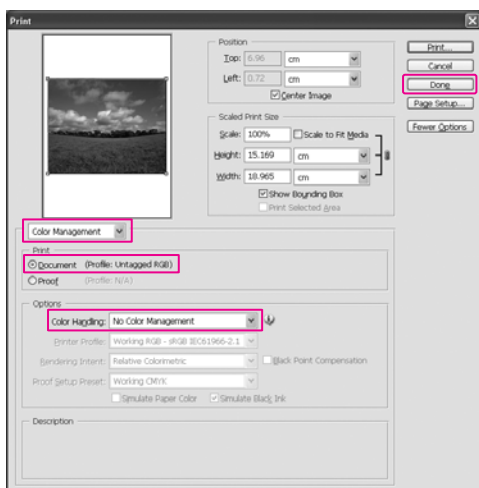 Print
Position
Top: 6.96 cm
Left: 0.72 cm
Center Image
Scaled Print Size
Scale: 100% Scale to Fit Media
Height: 15.169 cm
Width: 18.965 cm
Show Bounding Box
Print Selected Area
Print...
Cancel
Done
Page Setup...
Fewer Options
Color Management
Print
Document (Profile: Untagged RGB)
Proof (Profile: N/A)
Options
Color Handling: No Color Management
Printer Profile: Working RGB - sRGB IEC61966-2.1
Rendering Intent: Relative Colorimetric Black Point Compensation
Proof Setup Preset: Working CMYK
Simulate Paper Color Simulate Black Ink
Description